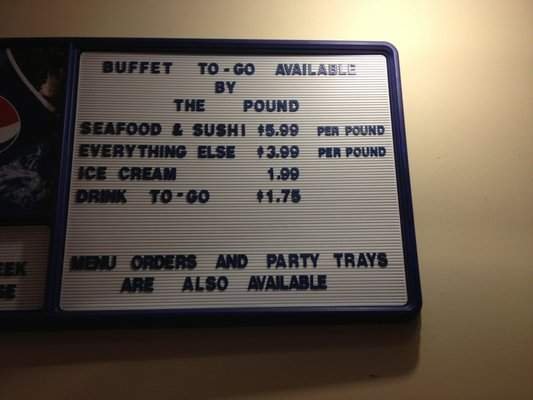 BUFFET TO-GO AVAILABLE
BY
THE POUND
SEAFOOD & SUSHI $5.99 PER POUND
EVERYTHING ELSE $3.99 PER POUND
ICE CREAM 1.99
DRINK TO-GO $1.75
MENU ORDERS AND PARTY TRAYS
ARE ALSO AVAILABLE